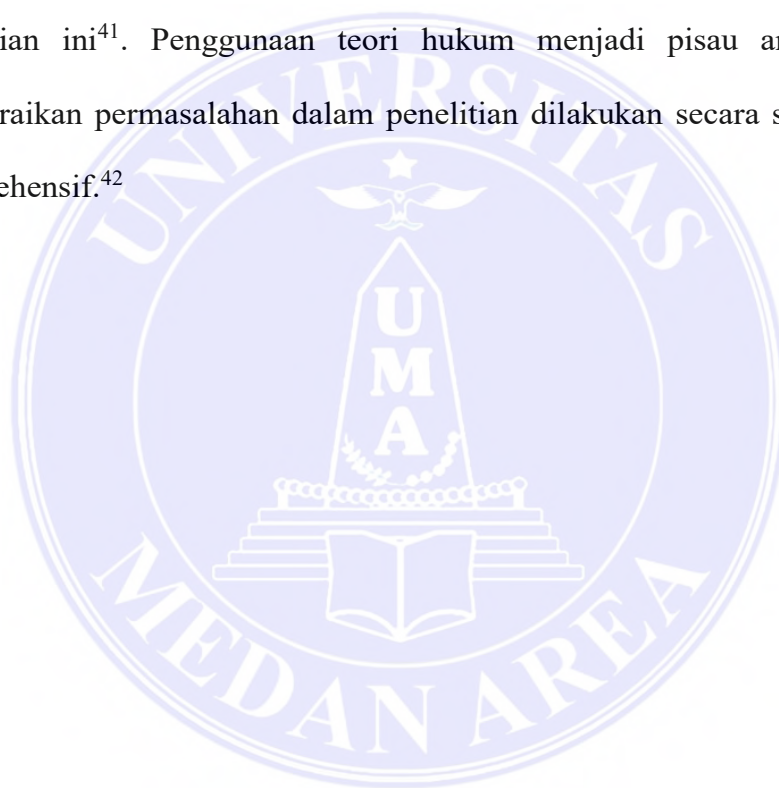 ian ini⁴¹. Penggunaan teori hukum menjadi pisau ar
raikan permasalahan dalam penelitian dilakukan secara s
ehensif.⁴²
UNIVERSITAS
UMA
MEDAN AREA